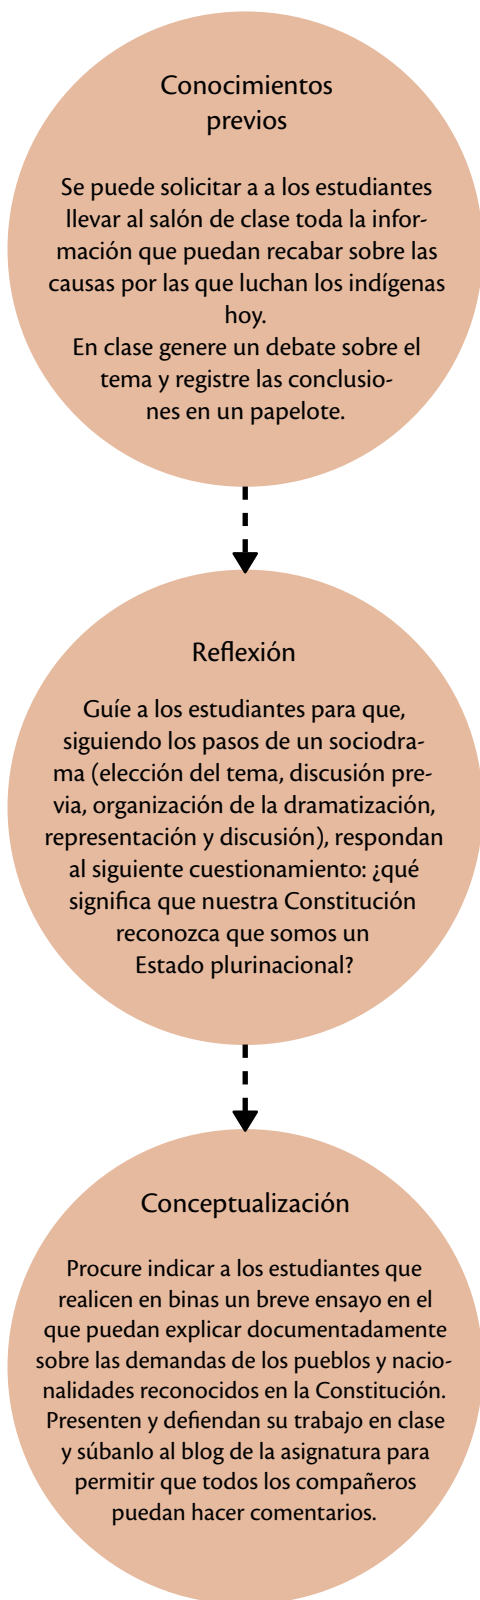 Conocimientos
previos
Se puede solicitar a a los estudiantes
llevar al salón de clase toda la infor-
mación que puedan recabar sobre las
causas por las que luchan los indígenas
hoy.
En clase genere un debate sobre el
tema y registre las conclusio-
nes en un papelote.
Reflexión
Guíe a los estudiantes para que,
siguiendo los pasos de un sociodra-
ma (elección del tema, discusión pre-
via, organización de la dramatización,
representación y discusión), respondan
al siguiente cuestionamiento: ¿qué
significa que nuestra Constitución
reconozca que somos un
Estado plurinacional?
Conceptualización
Procure indicar a los estudiantes que
realicen en binas un breve ensayo en el
que puedan explicar documentadamente
sobre las demandas de los pueblos y nacio-
nalidades reconocidos en la Constitución.
Presenten y defiendan su trabajo en clase
y súbanlo al blog de la asignatura para
permitir que todos los compañeros
puedan hacer comentarios.